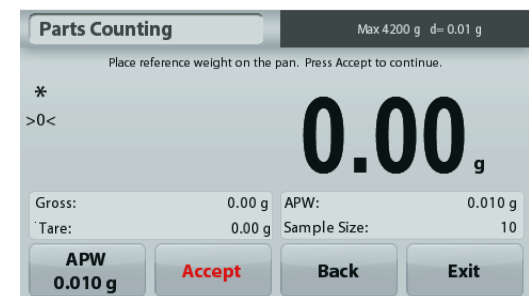 Parts Counting
Max 4200 g d= 0.01 g
Place reference weight on the pan. Press Accept to continue.
*
>0<
0.00 g
Gross: 0.00 g APW: 0.010 g
Tare: 0.00 g Sample Size: 10
APW
0.010 g
Accept
Back
Exit